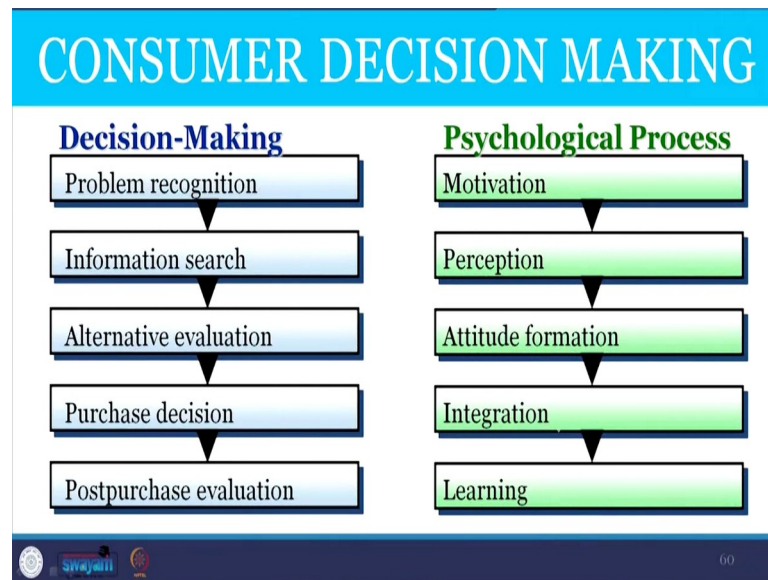 CONSUMER DECISION MAKING
Decision-Making
Problem recognition
Information search
Alternative evaluation
Purchase decision
Postpurchase evaluation
Psychological Process
Motivation
Perception
Attitude formation
Integration
Learning
swayam
60